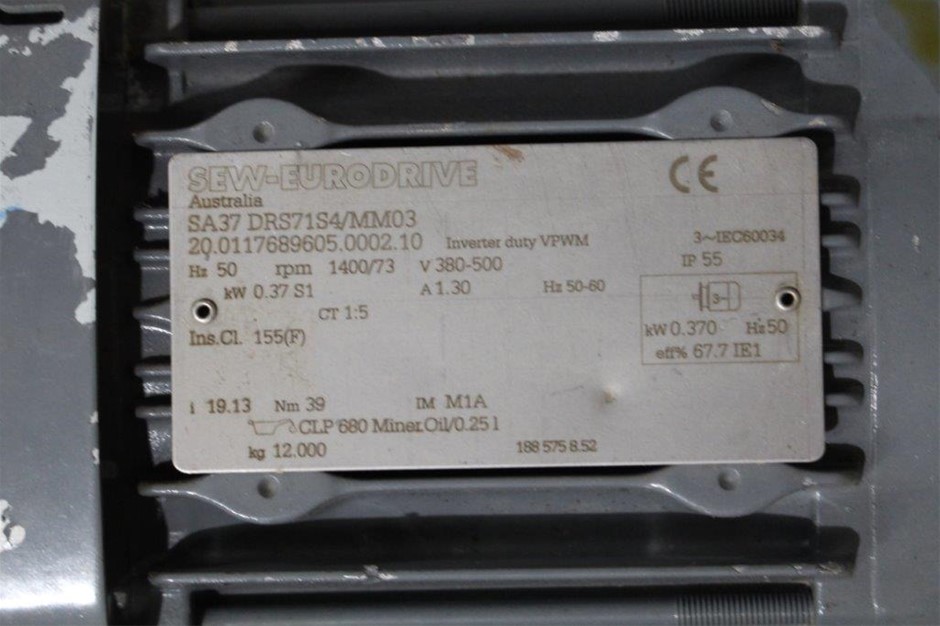 SEW-EURODRIVE CE
Australia
SA37 DRS71S4/MM03
20.0117689605.0002.10 Inverter duty VPWM 3~IEC60034
Hz 50 rpm 1400/73 V 380-500 IP 55
kW 0.37 S1 A 1.30 Hz 50-60
3~
CT 1:5
kW 0.370 Hz 50
Ins.Cl. 155(F)
eff% 67.7 IE1
i 19.13 Nm 39 IM M1A
CLP 680 Miner.Oil/0.25 l
kg 12.000 188 575 8.52